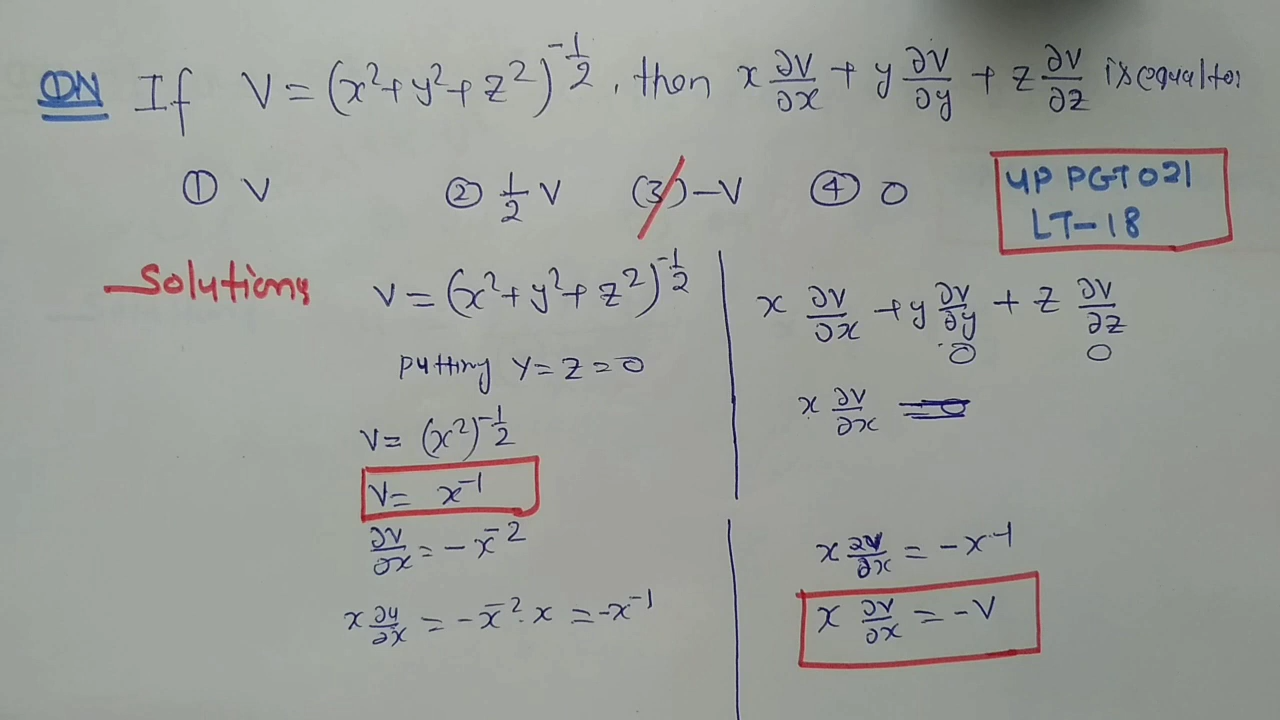 QN If V = (x²+y²+z²)^-1/2, then x ∂V/∂x + y ∂V/∂y + z ∂V/∂z is equal to:
① V ② 1/2 V (3) -V ④ 0
UP PGT 021
LT-18
Solutions
V = (x²+y²+z²)^-1/2
putting y = z = 0
V = (x²)^-1/2
V = x^-1
∂V/∂x = -x^-2
x ∂y/∂x = -x^-2 . x = -x^-1
x ∂V/∂x + y ∂V/∂y + z ∂V/∂z
0 0
x ∂V/∂x = 0
x ∂V/∂x = -x^-1
x ∂V/∂x = -V